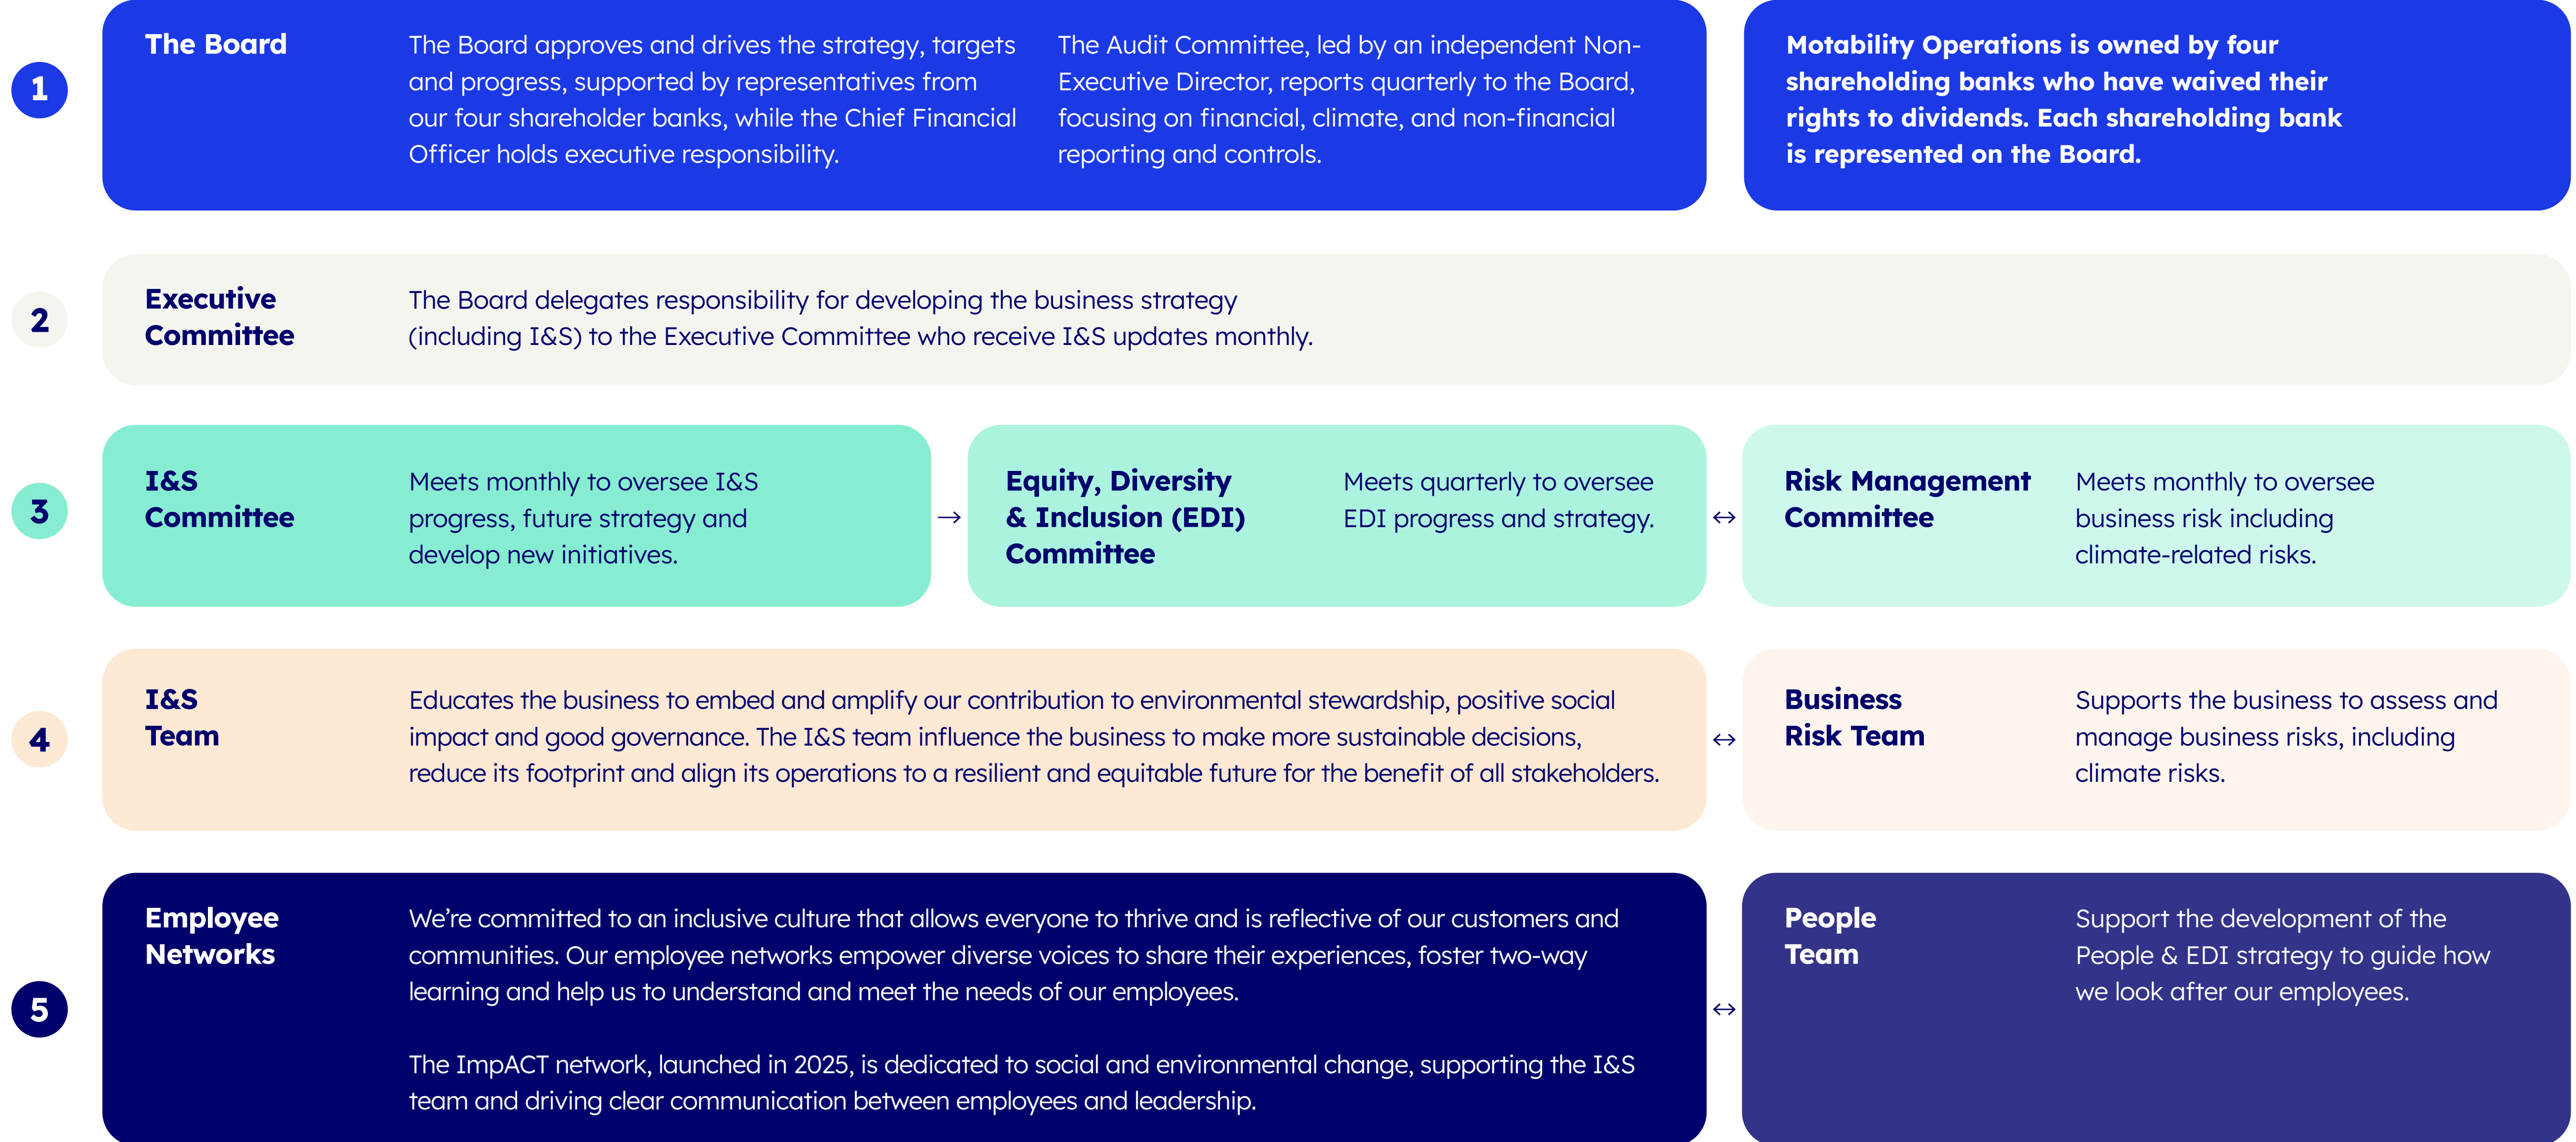 1
The Board
The Board approves and drives the strategy, targets
and progress, supported by representatives from
our four shareholder banks, while the Chief Financial
Officer holds executive responsibility.
The Audit Committee, led by an independent Non-
Executive Director, reports quarterly to the Board,
focusing on financial, climate, and non-financial
reporting and controls.
Motability Operations is owned by four
shareholding banks who have waived their
rights to dividends. Each shareholding bank
is represented on the Board.
2
Executive
Committee
The Board delegates responsibility for developing the business strategy
(including I&S) to the Executive Committee who receive I&S updates monthly.
3
I&S
Committee
Meets monthly to oversee I&S
progress, future strategy and
develop new initiatives.
→
Equity, Diversity
& Inclusion (EDI)
Committee
Meets quarterly to oversee
EDI progress and strategy.
↔
Risk Management
Committee
Meets monthly to oversee
business risk including
climate-related risks.
4
I&S
Team
Educates the business to embed and amplify our contribution to environmental stewardship, positive social
impact and good governance. The I&S team influence the business to make more sustainable decisions,
reduce its footprint and align its operations to a resilient and equitable future for the benefit of all stakeholders.
↔
Business
Risk Team
Supports the business to assess and
manage business risks, including
climate risks.
5
Employee
Networks
We’re committed to an inclusive culture that allows everyone to thrive and is reflective of our customers and
communities. Our employee networks empower diverse voices to share their experiences, foster two-way
learning and help us to understand and meet the needs of our employees.
The ImpACT network, launched in 2025, is dedicated to social and environmental change, supporting the I&S
team and driving clear communication between employees and leadership.
↔
People
Team
Support the development of the
People & EDI strategy to guide how
we look after our employees.